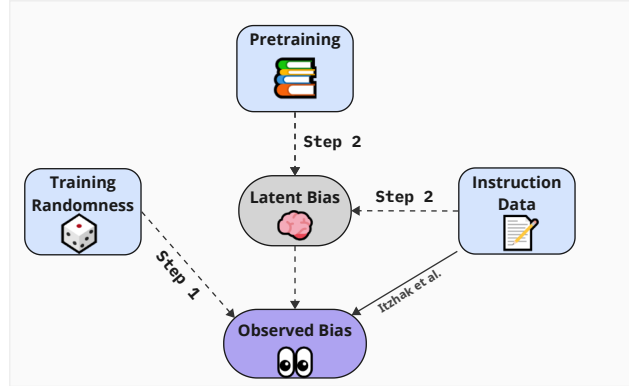 Pretraining
Step 2
Training
Randomness
Latent Bias
Step 2
Instruction
Data
Step 1
Itzhak et al.
Observed Bias